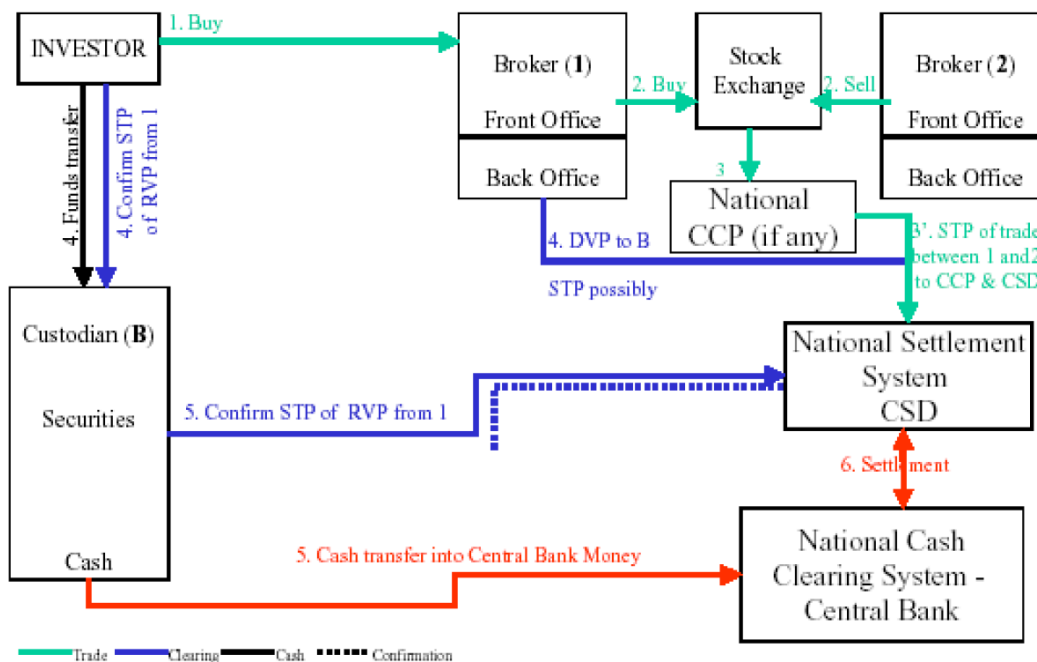 1. Buy
INVESTOR
Broker (1)
Front Office
Back Office
2. Buy
Stock
Exchange
2. Sell
Broker (2)
Front Office
Back Office
4. Funds transfer
4. Confirm STP
of RVP from 1
3
National
CCP (if any)
4. DVP to B
STP possibly
3'. STP of trade
between 1 and 2
to CCP & CSD
Custodian (B)
Securities
Cash
National Settlement
System
CSD
5. Confirm STP of RVP from 1
6. Settlement
5. Cash transfer into Central Bank Money
National Cash
Clearing System -
Central Bank
Trade
Clearing
Cash
Confirmation